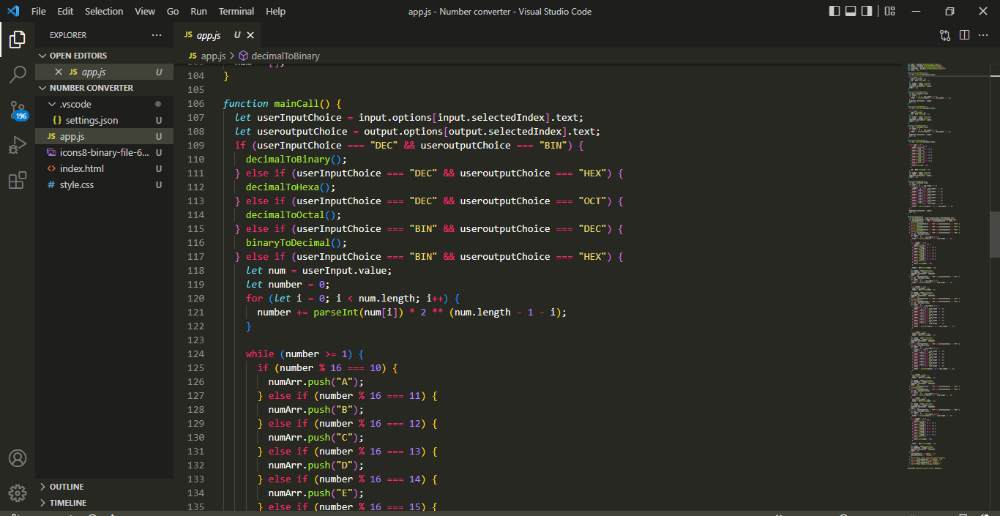 File Edit Selection View Go Run Terminal Help
app.js - Number converter - Visual Studio Code
EXPLORER
OPEN EDITORS
JS app.js U
NUMBER CONVERTER
.vscode
{} settings.json U
JS app.js U
icons8-binary-file-6... U
<> index.html U
# style.css U
OUTLINE
TIMELINE
196
JS app.js U
JS app.js > decimalToBinary
104 }
105
106 function mainCall() {
107 let userInputChoice = input.options[input.selectedIndex].text;
108 let useroutputChoice = output.options[output.selectedIndex].text;
109 if (userInputChoice === "DEC" && useroutputChoice === "BIN") {
110 decimalToBinary();
111 } else if (userInputChoice === "DEC" && useroutputChoice === "HEX") {
112 decimalToHexa();
113 } else if (userInputChoice === "DEC" && useroutputChoice === "OCT") {
114 decimalToOctal();
115 } else if (userInputChoice === "BIN" && useroutputChoice === "DEC") {
116 binaryToDecimal();
117 } else if (userInputChoice === "BIN" && useroutputChoice === "HEX") {
118 let num = userInput.value;
119 let number = 0;
120 for (let i = 0; i < num.length; i++) {
121 number += parseInt(num[i]) * 2 ** (num.length - 1 - i);
122 }
123
124 while (number >= 1) {
125 if (number % 16 === 10) {
126 numArr.push("A");
127 } else if (number % 16 === 11) {
128 numArr.push("B");
129 } else if (number % 16 === 12) {
130 numArr.push("C");
131 } else if (number % 16 === 13) {
132 numArr.push("D");
133 } else if (number % 16 === 14) {
134 numArr.push("E");
135 } else if (number % 16 === 15) {